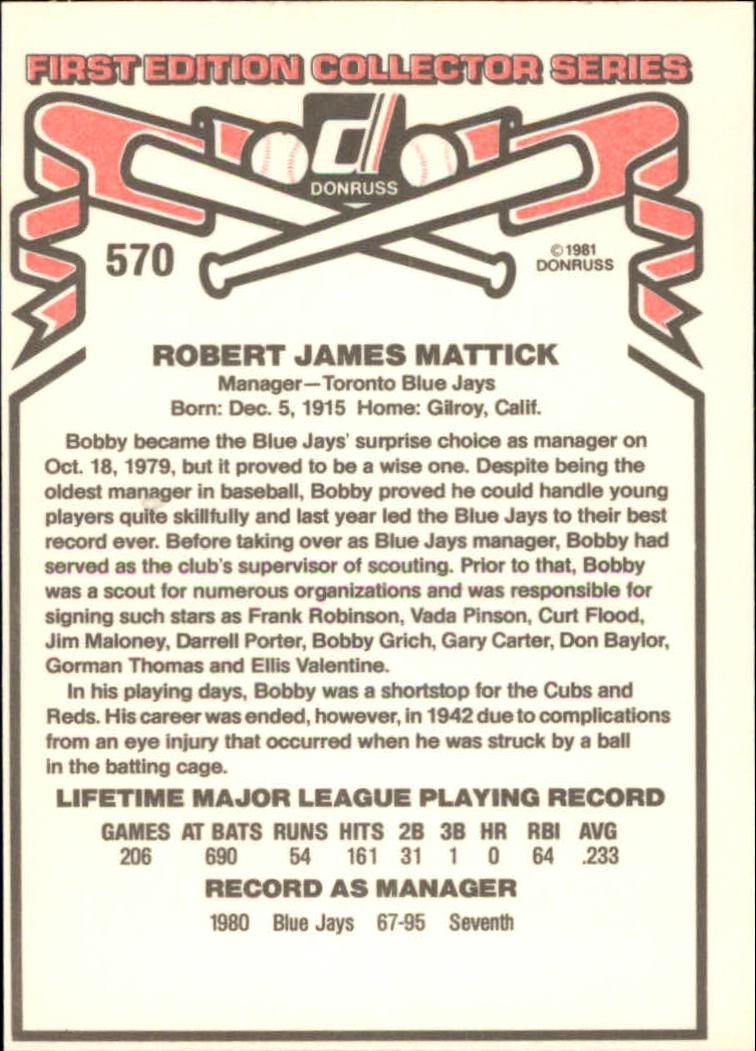 FIRST EDITION COLLECTOR SERIES
d
DONRUSS
570
©1981
DONRUSS
ROBERT JAMES MATTICK
Manager—Toronto Blue Jays
Born: Dec. 5, 1915 Home: Gilroy, Calif.
Bobby became the Blue Jays' surprise choice as manager on
Oct. 18, 1979, but it proved to be a wise one. Despite being the
oldest manager in baseball, Bobby proved he could handle young
players quite skillfully and last year led the Blue Jays to their best
record ever. Before taking over as Blue Jays manager, Bobby had
served as the club's supervisor of scouting. Prior to that, Bobby
was a scout for numerous organizations and was responsible for
signing such stars as Frank Robinson, Vada Pinson, Curt Flood,
Jim Maloney, Darrell Porter, Bobby Grich, Gary Carter, Don Baylor,
Gorman Thomas and Ellis Valentine.
In his playing days, Bobby was a shortstop for the Cubs and
Reds. His career was ended, however, in 1942 due to complications
from an eye injury that occurred when he was struck by a ball
in the batting cage.
LIFETIME MAJOR LEAGUE PLAYING RECORD
GAMES AT BATS RUNS HITS 2B 3B HR RBI AVG
206 690 54 161 31 1 0 64 .233
RECORD AS MANAGER
1980 Blue Jays 67-95 Seventh